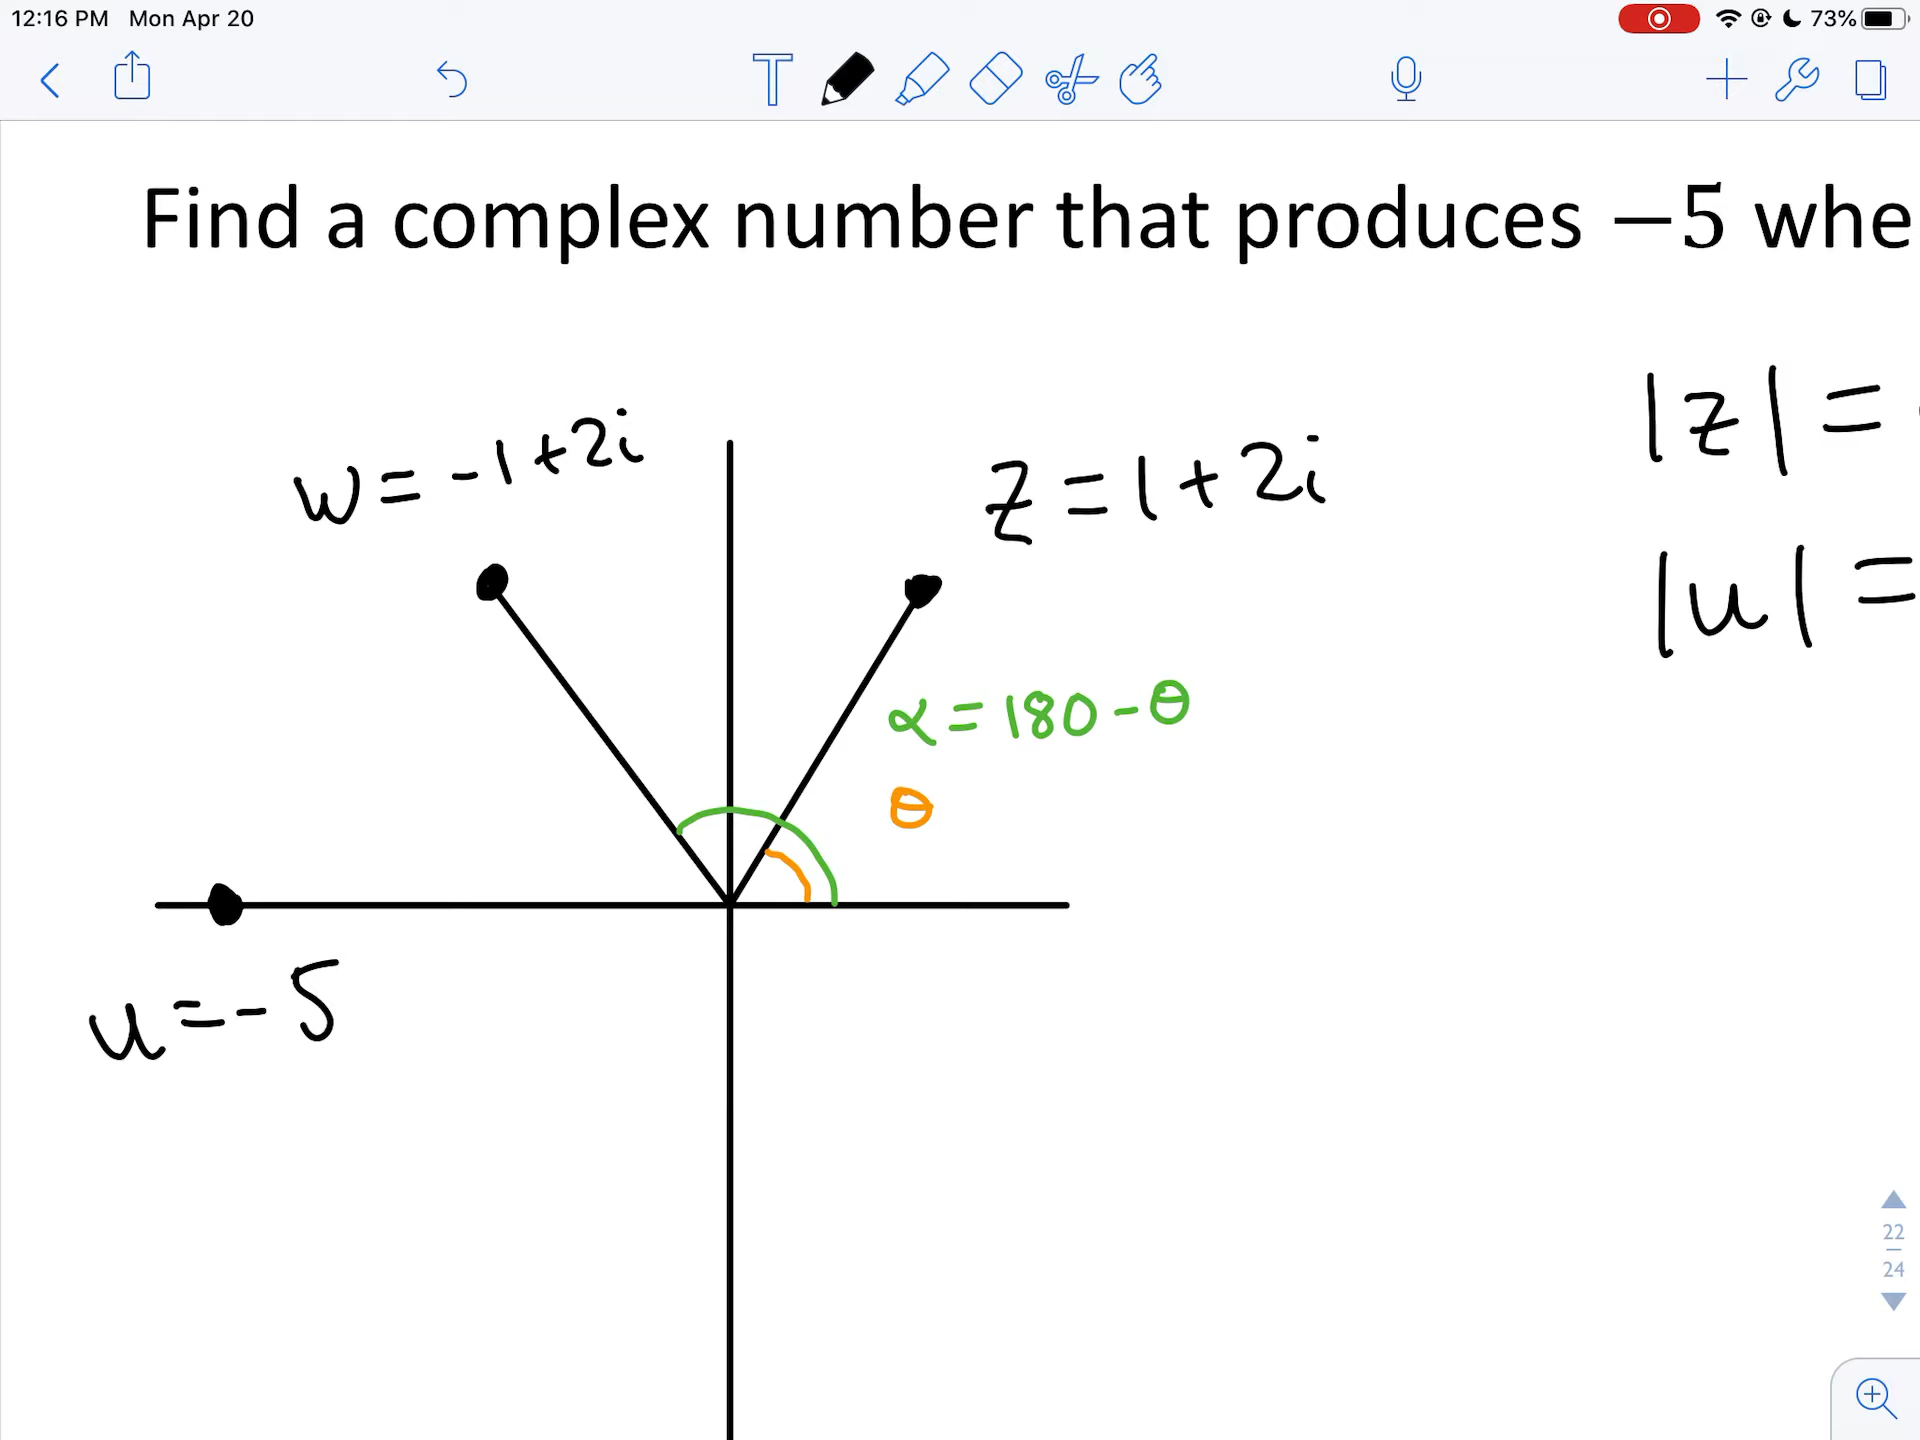 12:16 PM Mon Apr 20 73%
T
Find a complex number that produces −5 whe
w = -1+2i
z = 1+2i
|z| =
|u| =
α = 180 - θ
θ
u = -5
22
24